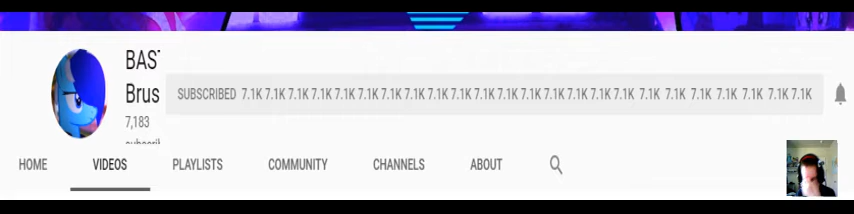 BAST
Brus
SUBSCRIBED 7.1K 7.1K 7.1K 7.1K 7.1K 7.1K 7.1K 7.1K 7.1K 7.1K 7.1K 7.1K 7.1K 7.1K 7.1K 7.1K 7.1K 7.1K 7.1K 7.1K 7.1K 7.1K 7.1K 7.1K
7,183
HOME VIDEOS PLAYLISTS COMMUNITY CHANNELS ABOUT